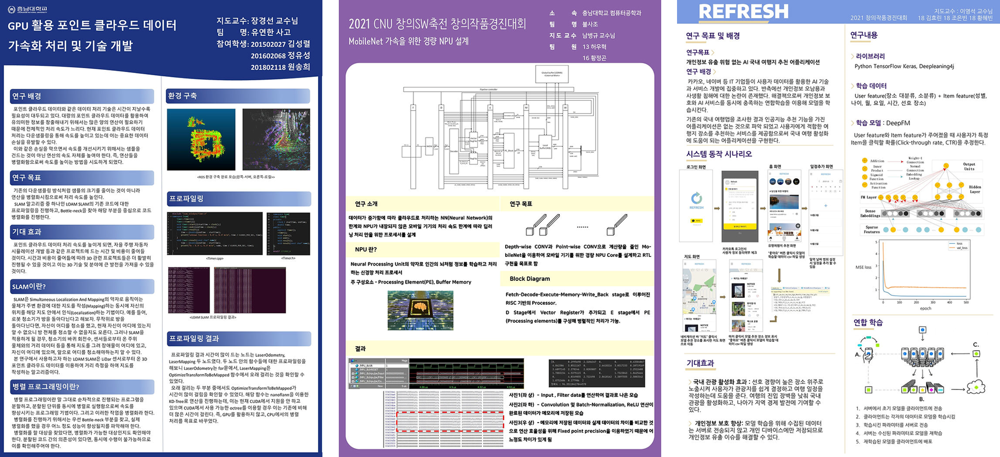 충남대학교
GPU 활용 포인트 클라우드 데이터
가속화 처리 및 기술 개발
지도교수: 장경선 교수님
팀 명: 유연한 사고
참여학생: 201502027 김성렬
201602068 정유성
201802118 원송희
연구 배경
포인트 클라우드 데이터와 같은 데이터 처리 기술은 시간이 지날수록
필요성이 대두되고 있다. 대량의 포인트 클라우드 데이터를 활용하여
유의미한 정보를 창출해내기 위해서는 많은 양의 연산이 필요하기
때문에 전체적인 처리 속도가 느리다. 현재 포인트 클라우드 데이터
처리는 다운샘플링을 통해 속도를 높이고 있는데 이는 중요한 데이터
손실을 유발할 수 있다.
이와 같은 손실을 막으면서 속도를 개선시키기 위해서는 샘플을
건드는 것이 아닌 연산의 속도 자체를 높여야 한다. 즉, 연산들을
병렬화함으로써 속도를 높이는 방법을 시도하게 되었다.
연구 목표
기존의 다운샘플링 방식처럼 샘플의 크기를 줄이는 것이 아니라
연산을 병렬화시킴으로써 처리 속도를 높인다.
SLAM 알고리즘 중 하나인 LOAM SLAM의 기존 코드에 대한
프로파일링을 진행하고, Bottle-neck을 찾아 해당 부분을 중심으로 코드
병렬화를 진행한다.
기대 효과
포인트 클라우드 데이터 처리 속도를 높이게 되면, 자율 주행 자동차
시뮬레이션 개발 등과 같은 프로젝트에 드는 시간 및 비용이 줄어들
것이다. 시간과 비용이 줄어듦에 따라 3D 관련 프로젝트들은 더 활발히
진행될 수 있을 것이고 이는 3D 기술 및 분야에 큰 발전을 가져올 수 있을
것이다.
SLAM이란?
SLAM은 Simultaneous Localization And Mapping의 약자로 움직이는
물체가 주변 환경에 대한 지도를 작성(Mapping)하는 동시에 자신의
위치를 해당 지도 안에서 인식(Localization)하는 기법이다. 예를 들어,
로봇 청소기가 방을 돌아다닌다고 해보자. 무작위로 방을
돌아다닌다면, 자신이 어디를 청소를 했고, 현재 자신이 어디에 있는지
알 수 없으니 방 전체를 청소할 수 없을지도 모른다. 그러나 SLAM을
적용하게 될 경우, 청소기의 바퀴 회전수, 센서들로부터 온 주위
물체와의 거리 데이터 등을 통해 지도를 그려 장애물이 어디에 있고,
자신이 어디에 있으며, 앞으로 어디를 청소해야하는지 알 수 있다.
본 연구에서 사용하고자 하는 LOAM SLAM은 LiDar 센서로부터 온 3D
포인트 클라우드 데이터를 이용하여 거리 측정을 하여 지도를
작성하는 알고리즘이다.
병렬 프로그래밍이란?
병렬 프로그래밍이란 말 그대로 순차적으로 진행되는 프로그램을
분할하고, 분할된 단위를 동시에 병렬로 실행함으로써 속도를
향상시키는 프로그래밍 기법이다. 그리고 이러한 작업을 병렬화라 한다.
병렬화를 진행하기 위해서는 우선 Bottle-neck 부분을 찾고, 실제
병렬화를 했을 경우 어느 정도 성능이 향상될지를 파악해야 한다.
병렬화를 할 대상을 찾았다면, 병렬화가 가능한 대상인지도 확인해야
한다. 분할된 코드 간의 의존성이 있다면, 동시에 수행이 불가능하므로
이를 확인해주어야 한다.
환경 구축
<ROS 환경 구축 완료 모습(왼쪽-서버, 오른쪽-로컬)>
프로파일링
<Timer.cpp>
<Timer.h>
<LOAM SLAM 프로파일링 결과>
프로파일링 결과
프로파일링 결과 시간이 많이 드는 노드는 LaserOdometry,
LaserMapping 두 노드였다. 두 노드 안의 함수들에 대한 프로파일링을
해보니 LaserOdometry는 for문에서, LaserMapping은
OptimizeTransformToBeMapped 함수에서 오래 걸리는 것을 확인할 수
있었다.
오래 걸리는 두 부분 중에서도 OptimizeTransformToBeMapped가
시간이 많이 걸림을 확인할 수 있었다. 해당 함수는 nanoflann을 이용한
KD-Tree로 연산을 진행하는데, 이는 현재 CUDA에서 지원을 안 하고
있으며 CUDA에서 사용 가능한 octree를 이용할 경우 이는 기존에 비해
더 많은 시간이 걸린다. 즉, GPU를 활용하지 않고, CPU에서의 병렬
처리를 목표로 바꾸었다.
2021 CNU 창의SW축전 창의작품경진대회
MobileNet 가속을 위한 경량 NPU 설계
소 속 충남대학교 컴퓨터공학과
팀 명 불사조
지도교수 남병규 교수님
팀 원 13 허우혁
16 황정곤
Pipeline controller
연구 소개
데이터가 증가함에 따라 클라우드로 처리하는 NN(Neural Network)의
한계와 NPU가 내장되지 않은 모바일 기기의 처리 속도 한계에 따라 딥러
닝 처리 만을 위한 프로세서를 설계
NPU 란?
Neural Processing Unit의 약자로 인간의 뇌처럼 정보를 학습하고 처리
하는 신경망 처리 프로세서
주 구성요소 - Processing Element(PE), Buffer Memory
연구 목표
Depth-wise CONV과 Point-wise CONV으로 계산량을 줄인 Mo-
bileNet을 이용하여 모바일 기기를 위한 경량 NPU Core를 설계하고 RTL
구현을 목표로 함
Block Diagram
Fetch-Decode-Execute-Memory-Write_Back stage로 이루어진
RISC 기반의 Processor.
D Stage에서 Vector Register가 추가되고 E stage에서 PE
(Processing elements)를 구성해 병렬적인 처리가 가능.
결과
사진1(좌 상) - Input , Filter data를 연산하여 결과로 나온 모습
사진2(좌 하) - Convolution 및 Batch-Normalization, ReLU 연산이
완료된 데이터가 메모리에 저장된 모습
사진3(우 상) - 메모리에 저장된 데이터와 실제 데이터의 차이를 비교한 것
으로 연산 효율성을 위해 Fixed point precision을 이용하였기 때문에 어
느정도 차이가 있게 됨
REFRESH
지도교수 : 이영석 교수님
2021 창의작품경진대회 18 김효린 18 조은빈 18 황혜빈
연구 목표 및 배경
연구목표
개인정보 유출 위험 없는 AI 국내 여행지 추천 어플리케이션
연구 배경
카카오, 네이버 등 IT 기업들이 사용자 데이터를 활용한 AI 기술
과 서비스 개발에 집중하고 있다. 반측에선 개인정보 오남용과
사생활 침해에 대한 논란이 존재했다. 해결책으로써 개인정보 보
호와 AI 서비스를 동시에 충족하는 연합학습을 이용해 모델을 학
습시킨다.
기존의 국내 여행앱을 조사한 결과 인공지능 추천 기능을 가진
어플리케이션은 없는 것으로 파악 되었고 사용자에게 적합한 여
행지 장소를 추천하는 서비스를 제공함으로써 국내 여행 활성화
에 도움이 되는 어플리케이션을 구현한다.
시스템 동작 시나리오
로그인 화면
홈 화면
일정추가 화면
REFRESH
카카오톡 로그인시
사용자 정보 동의여부 체크
유명여행지 추천 화면
"좋아요" 버튼 클릭시 모델이
학습할 데이터 csv 파일 생성
달력 날짜 범위 설정
시 일정을 추가 할 수
있음
지도 화면
네비게이션 바 "지도" 클릭시
모델 추천 장소를 표시한 지도 화면
으로 이동
마커 클릭시 모델 추천 장소 정보 표시
"좋아요" 버튼 클릭시 모델이 학습할 데
이터 csv 파일 생성
기대효과
국내 관광 활성화 효과 : 선호 경향이 높은 장소 위주로
노출시켜 사용자가 관광지를 쉽게 결정하고 여행 일정을
작성하는데 도움을 준다. 여행의 진입 장벽을 낮춰 국내
관광을 활성화하고, 나아가 지역 경제 발전에 기여할 수
있다.
개인정보 보호 향상: 모델 학습을 위해 수집된 데이터
는 서버로 전송되지 않고 개인 디바이스에만 저장되므로
개인정보 유출 이슈를 해결할 수 있다.
연구내용
라이브러리
Python TensorFlow Keras, Deepleaning4j
학습 데이터
User feature(장소 대분류, 소분류) + Item feature(성별,
나이, 월, 요일, 시간, 선호 장소)
학습 모델 : DeepFM
User feature와 Item feature가 주어졌을 때 사용자가 특정
Item을 클릭할 확률(Click-through rate, CTR)을 추정한다.
Addition
Inner
Product
Sigmoid
Function
Activation
Function
Weight-1
Connection
Normal
Connection
Embedding
Lookup
Output
Units
Hidden
Layer
FM Layer
Dense
Embeddings
Sparse
Features
loss
val_loss
MSE loss
5
4
3
2
1
0 100 200 300 400 500
epoch
연합 학습
A.
B.
C.
1. 서버에서 초기 모델을 클라이언트에 전송
2. 클라이언트는 각자의 데이터로 모델을 학습시킴
3. 학습시킨 파라미터를 서버로 전송
4. 서버는 수신된 파라미터로 모델을 재학습
5. 재학습된 모델을 클라이언트에 배포